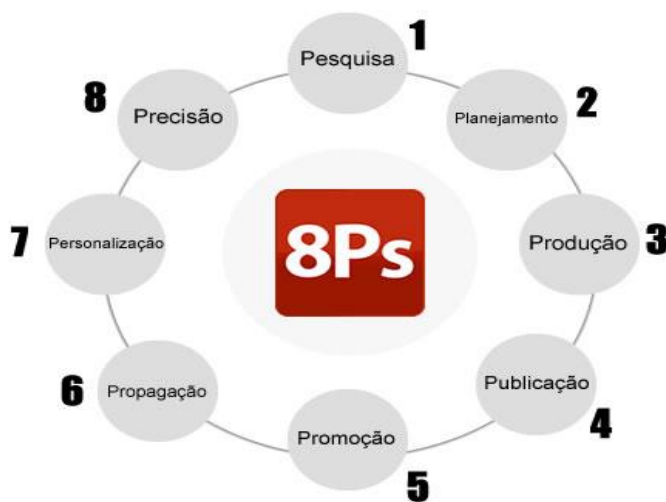 1
Pesquisa
2
Planejamento
3
Produção
4
Publicação
5
Promoção
6
Propagação
7
Personalização
8
Precisão
8Ps